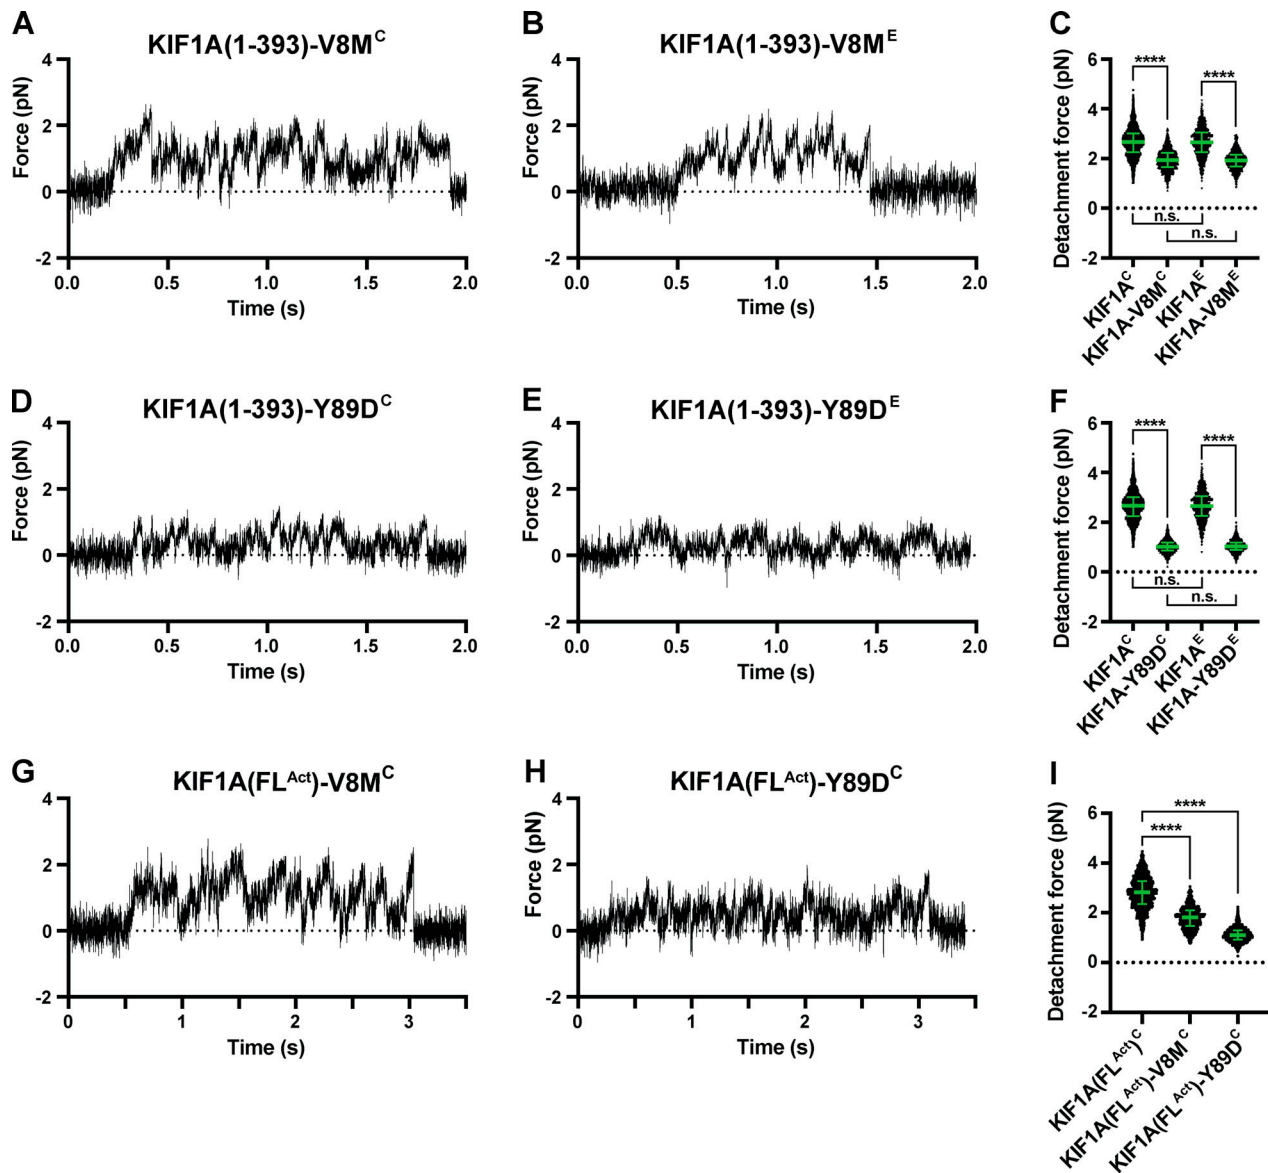 A
KIF1A(1-393)-V8M^C
Force (pN)
4
2
0
-2
0.0 0.5 1.0 1.5 2.0
Time (s)
B
KIF1A(1-393)-V8M^E
Force (pN)
4
2
0
-2
0.0 0.5 1.0 1.5 2.0
Time (s)
C
Detachment force (pN)
6
4
2
0
-2
****
****
n.s.
n.s.
KIF1A^C
KIF1A-V8M^C
KIF1A^E
KIF1A-V8M^E
D
KIF1A(1-393)-Y89D^C
Force (pN)
4
2
0
-2
0.0 0.5 1.0 1.5 2.0
Time (s)
E
KIF1A(1-393)-Y89D^E
Force (pN)
4
2
0
-2
0.0 0.5 1.0 1.5 2.0
Time (s)
F
Detachment force (pN)
6
4
2
0
-2
****
****
n.s.
n.s.
KIF1A^C
KIF1A-Y89D^C
KIF1A^E
KIF1A-Y89D^E
G
KIF1A(FL^Act)-V8M^C
Force (pN)
4
2
0
-2
0 1 2 3
Time (s)
H
KIF1A(FL^Act)-Y89D^C
Force (pN)
4
2
0
-2
0 1 2 3
Time (s)
I
Detachment force (pN)
6
4
2
0
-2
****
****
KIF1A(FL^Act)^C
KIF1A(FL^Act)-V8M^C
KIF1A(FL^Act)-Y89D^C